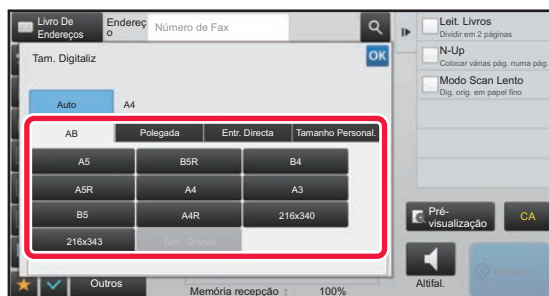 Livro De
Endereços
Endereç
o
Número de Fax
Leit. Livros
Dividir em 2 páginas
N-Up
Colocar várias pág. numa pág.
Modo Scan Lento
Dig. orig. em papel fino
Tam. Digitaliz
OK
Auto
A4
AB
Polegada
Entr. Directa
Tamanho Personal.
A5
B5R
B4
A5R
A4
A3
B5
A4R
216x340
216x343
Tam. Grande
Pré-
visualização
CA
Outros
Memória recepção :
100%
Altifal.
Iniciar